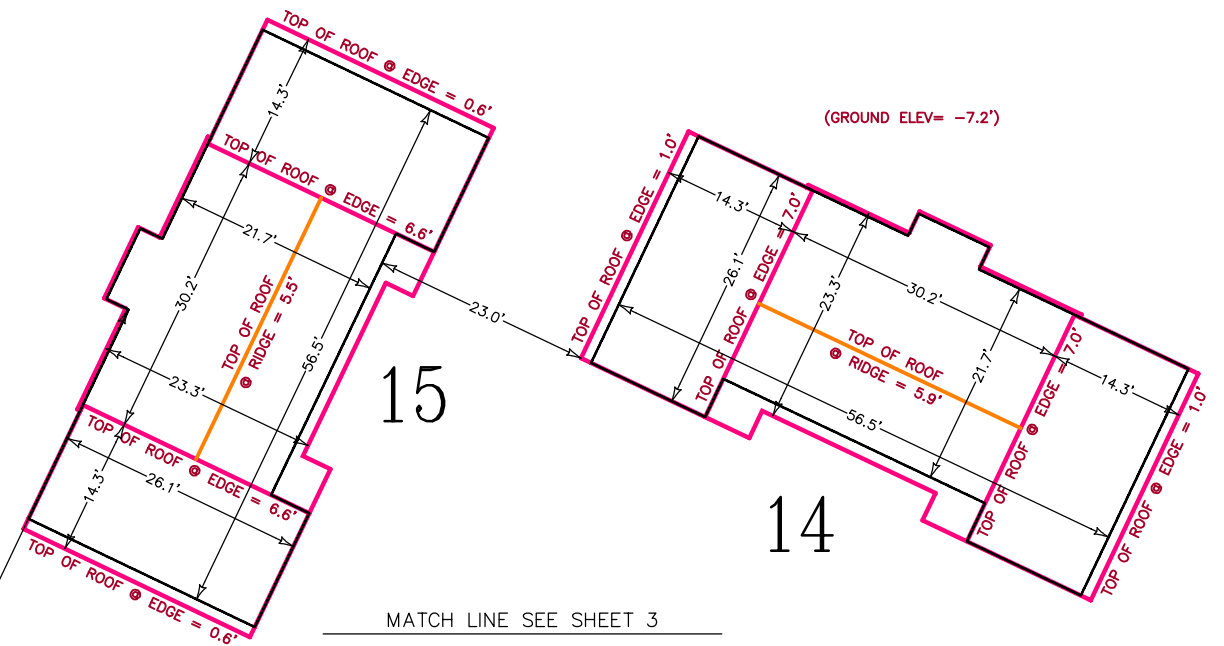 TOP OF ROOF @ EDGE = 0.6'
14.3'
TOP OF ROOF @ EDGE = 6.6'
21.7'
30.2'
TOP OF ROOF
@ RIDGE = 5.5'
56.5'
23.0'
15
23.3'
TOP OF ROOF @ EDGE = 6.6'
26.1'
14.3'
TOP OF ROOF @ EDGE = 0.6'
(GROUND ELEV= -7.2')
TOP OF ROOF @ EDGE = 1.0'
14.3'
26.1'
TOP OF ROOF @ EDGE = 7.0'
23.3'
30.2'
TOP OF ROOF
@ RIDGE = 5.9'
21.7'
56.5'
TOP OF ROOF @ EDGE = 7.0'
14.3'
TOP OF ROOF @ EDGE = 1.0'
14
MATCH LINE SEE SHEET 3